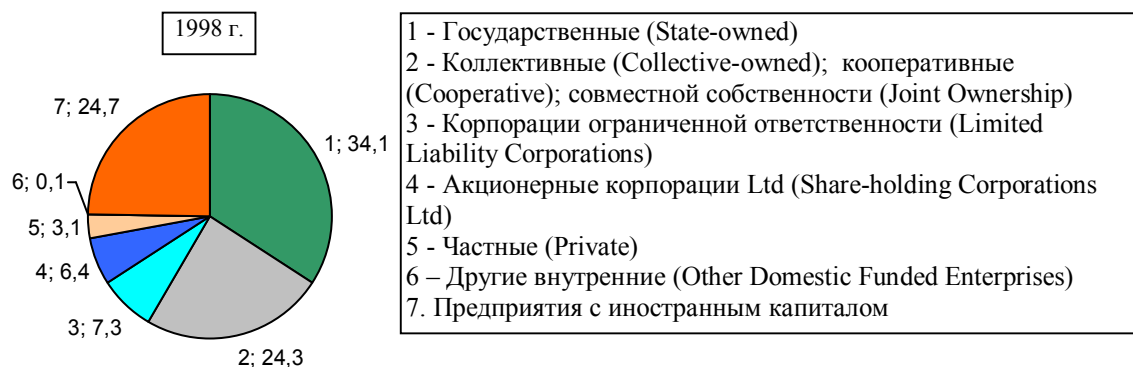 1998 г.
1; 34,1
2; 24,3
3; 7,3
4; 6,4
5; 3,1
6; 0,1
7; 24,7
1 - Государственные (State-owned)
2 - Коллективные (Collective-owned); кооперативные
(Cooperative); совместной собственности (Joint Ownership)
3 - Корпорации ограниченной ответственности (Limited
Liability Corporations)
4 - Акционерные корпорации Ltd (Share-holding Corporations
Ltd)
5 - Частные (Private)
6 – Другие внутренние (Other Domestic Funded Enterprises)
7. Предприятия с иностранным капиталом